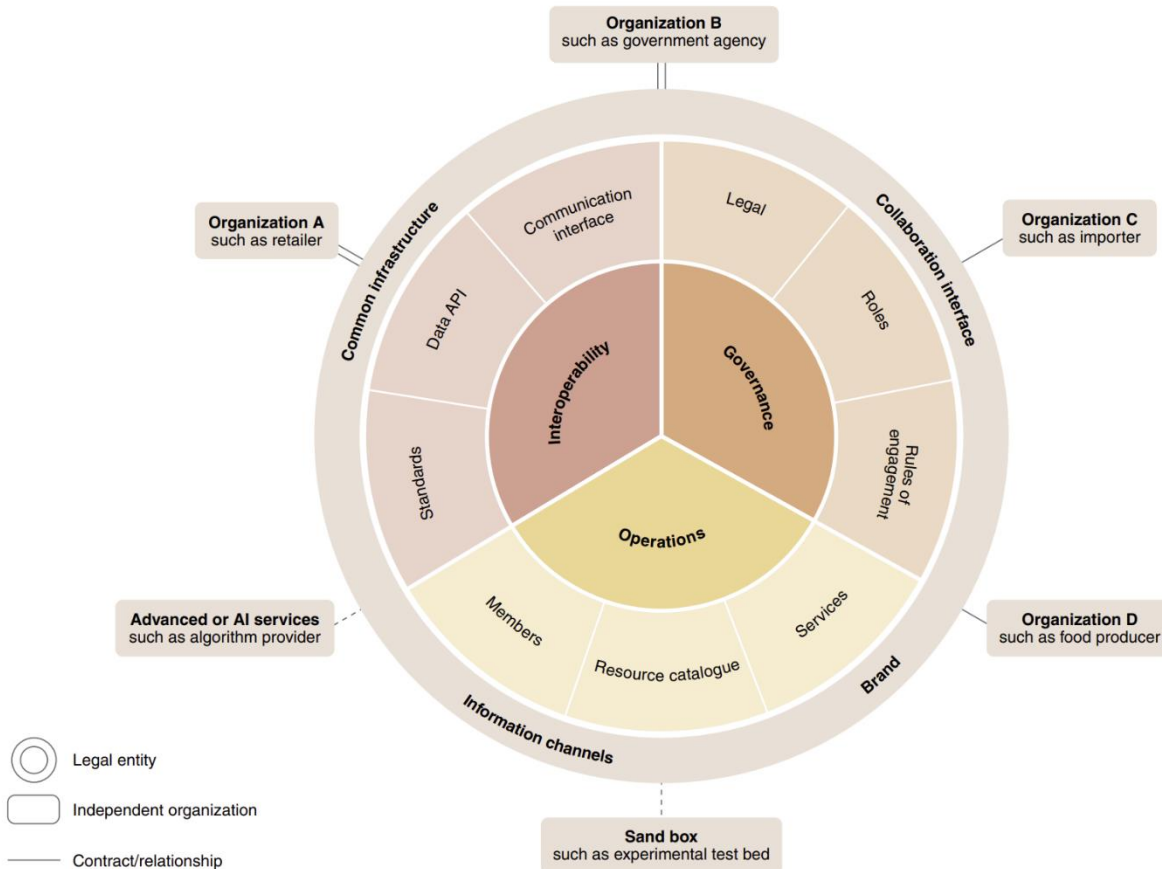 Organization B
such as government agency
Organization A
such as retailer
Organization C
such as importer
Common infrastructure
Collaboration interface
Communication
interface
Legal
Data API
Roles
Interoperability
Governance
Standards
Rules of
engagement
Operations
Members
Resource catalogue
Services
Advanced or AI services
such as algorithm provider
Organization D
such as food producer
Information channels
Brand
Sand box
such as experimental test bed
Legal entity
Independent organization
Contract/relationship